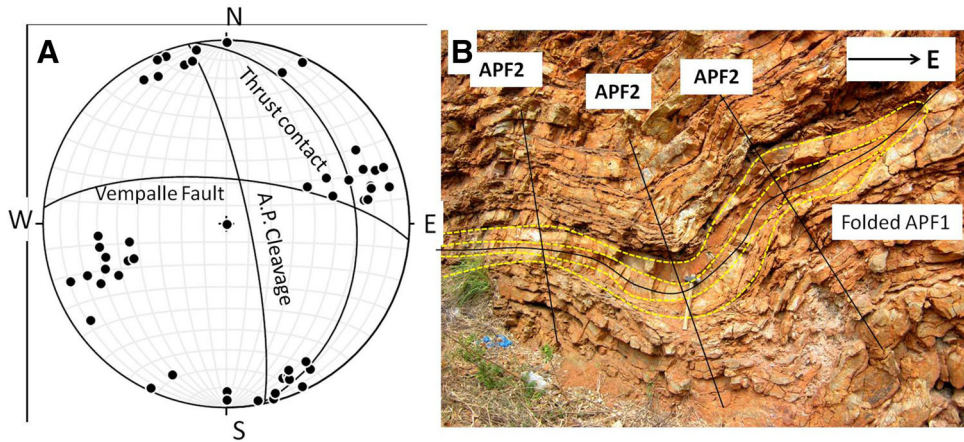 A
N
Thrust contact
Vempalle Fault
A.P. Cleavage
W
E
S
B
APF2
APF2
APF2
E
Folded APF1